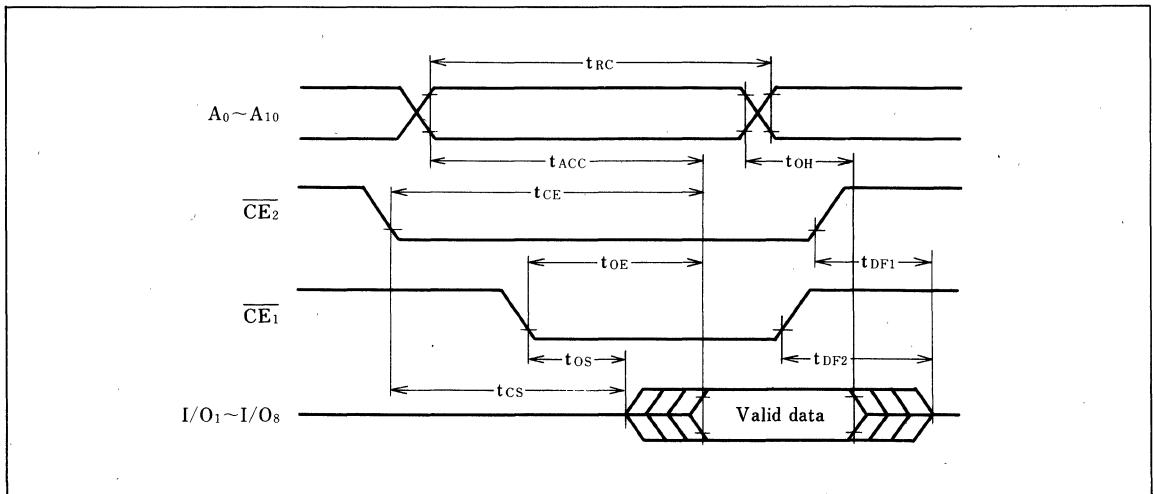 tRC
A0~A10
tACC
tOH
tCE
CE2
tOE
tDF1
CE1
tOS
tDF2
tCS
I/O1~I/O8
Valid data